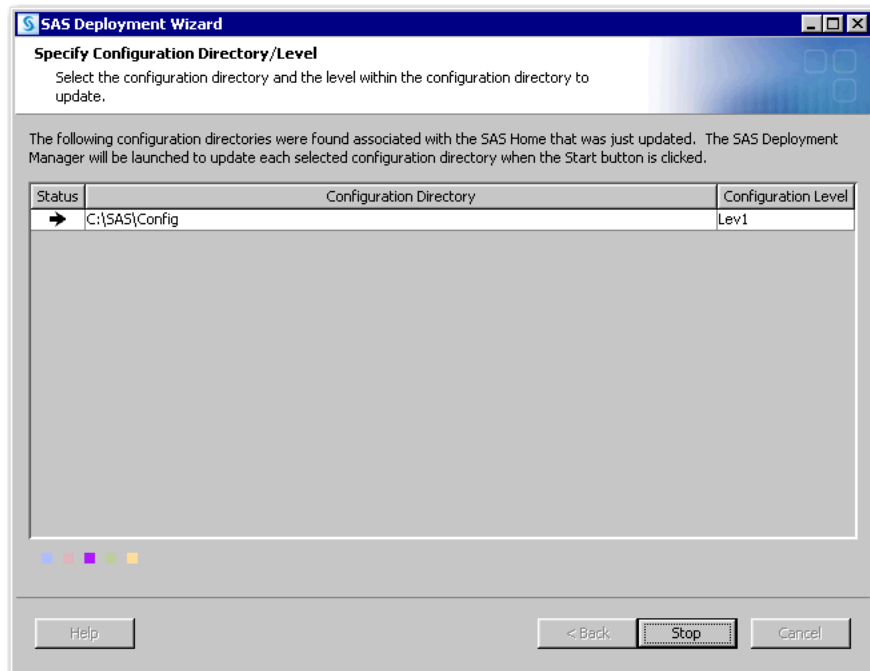 SAS Deployment Wizard
Specify Configuration Directory/Level
Select the configuration directory and the level within the configuration directory to
update.
The following configuration directories were found associated with the SAS Home that was just updated. The SAS Deployment
Manager will be launched to update each selected configuration directory when the Start button is clicked.
Status Configuration Directory Configuration Level
C:\SAS\Config Lev1
Help < Back Stop Cancel